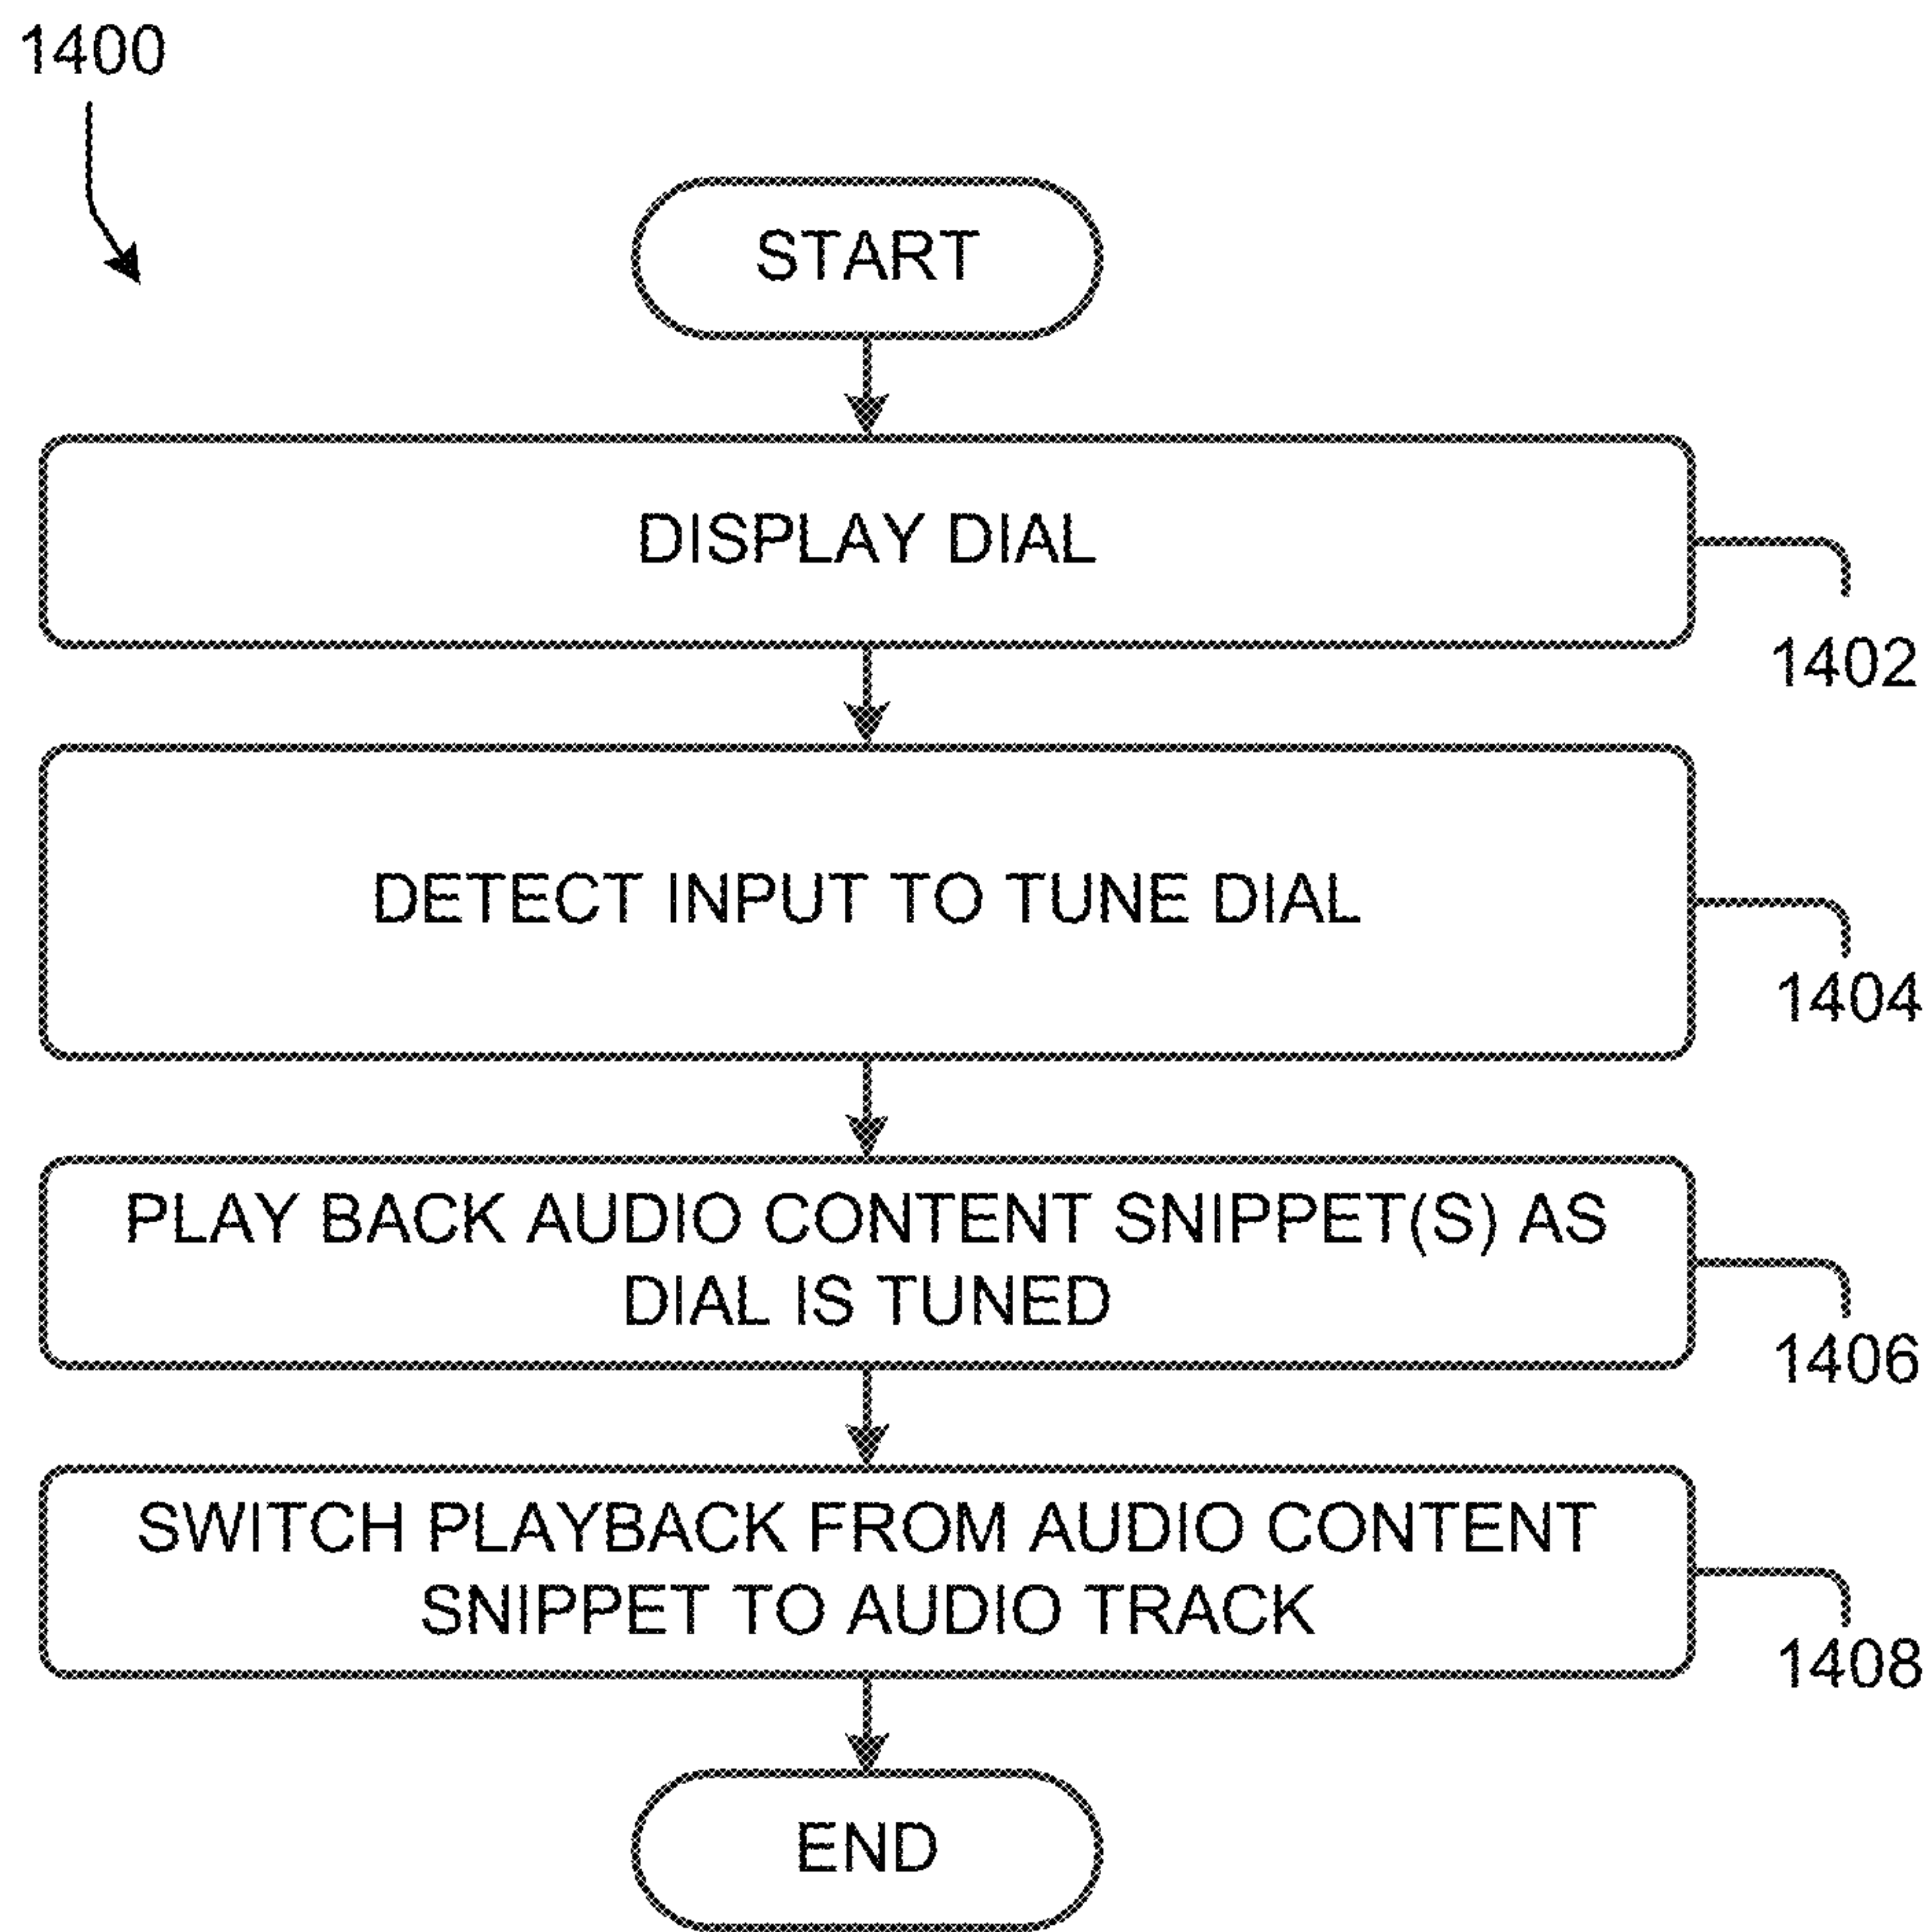 1400
START
DISPLAY DIAL
1402
DETECT INPUT TO TUNE DIAL
1404
PLAY BACK AUDIO CONTENT SNIPPET(S) AS
DIAL IS TUNED
1406
SWITCH PLAYBACK FROM AUDIO CONTENT
SNIPPET TO AUDIO TRACK
1408
END